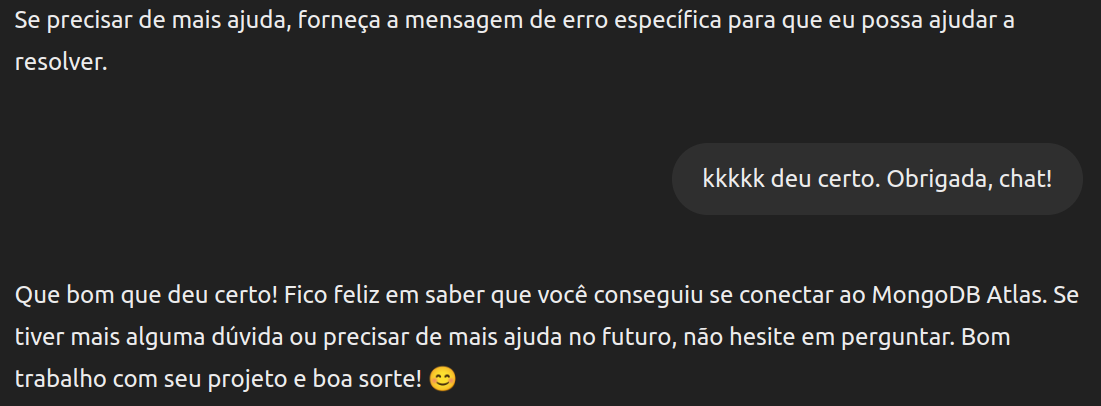 Se precisar de mais ajuda, forneça a mensagem de erro específica para que eu possa ajudar a
resolver.
kkkkk deu certo. Obrigada, chat!
Que bom que deu certo! Fico feliz em saber que você conseguiu se conectar ao MongoDB Atlas. Se
tiver mais alguma dúvida ou precisar de mais ajuda no futuro, não hesite em perguntar. Bom
trabalho com seu projeto e boa sorte! 😊